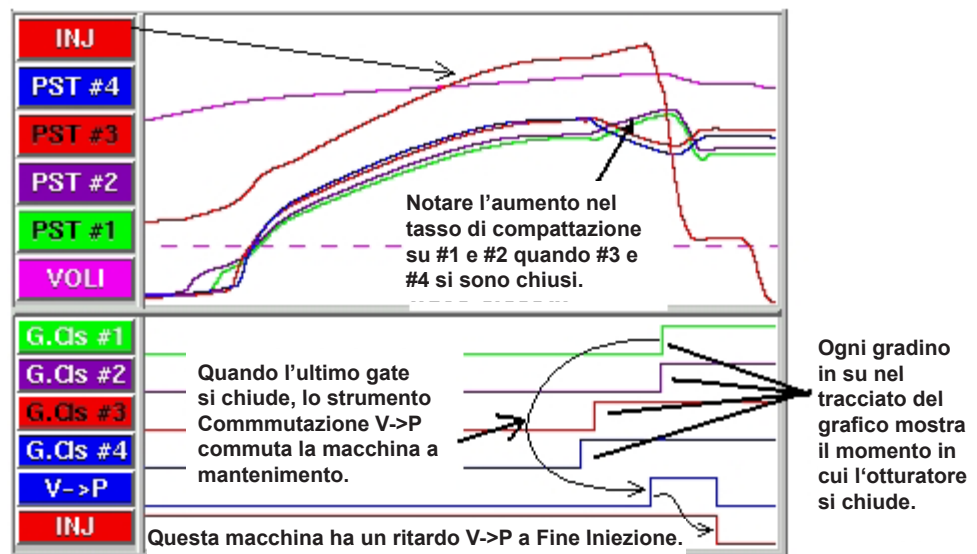 INJ
PST #4
PST #3
PST #2
PST #1
VOLI
Notare l'aumento nel
tasso di compattazione
su #1 e #2 quando #3 e
#4 si sono chiusi.
G.Cls #1
G.Cls #2
G.Cls #3
G.Cls #4
V->P
INJ
Quando l'ultimo gate
si chiude, lo strumento
Commmutazione V->P
commuta la macchina a
mantenimento.
Questa macchina ha un ritardo V->P a Fine Iniezione.
Ogni gradino
in su nel
tracciato del
grafico mostra
il momento in
cui l'otturatore
si chiude.